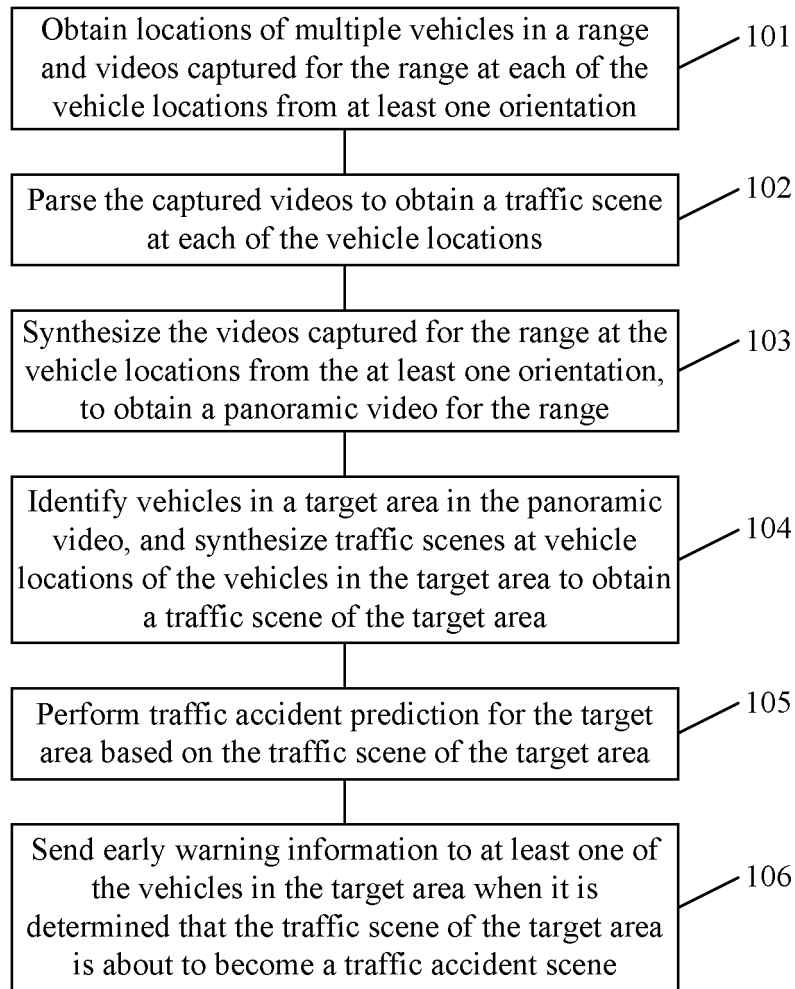 Obtain locations of multiple vehicles in a range
and videos captured for the range at each of the
vehicle locations from at least one orientation
101
Parse the captured videos to obtain a traffic scene
at each of the vehicle locations
102
Synthesize the videos captured for the range at the
vehicle locations from the at least one orientation,
to obtain a panoramic video for the range
103
Identify vehicles in a target area in the panoramic
video, and synthesize traffic scenes at vehicle
locations of the vehicles in the target area to obtain
a traffic scene of the target area
104
Perform traffic accident prediction for the target
area based on the traffic scene of the target area
105
Send early warning information to at least one of
the vehicles in the target area when it is
determined that the traffic scene of the target area
is about to become a traffic accident scene
106